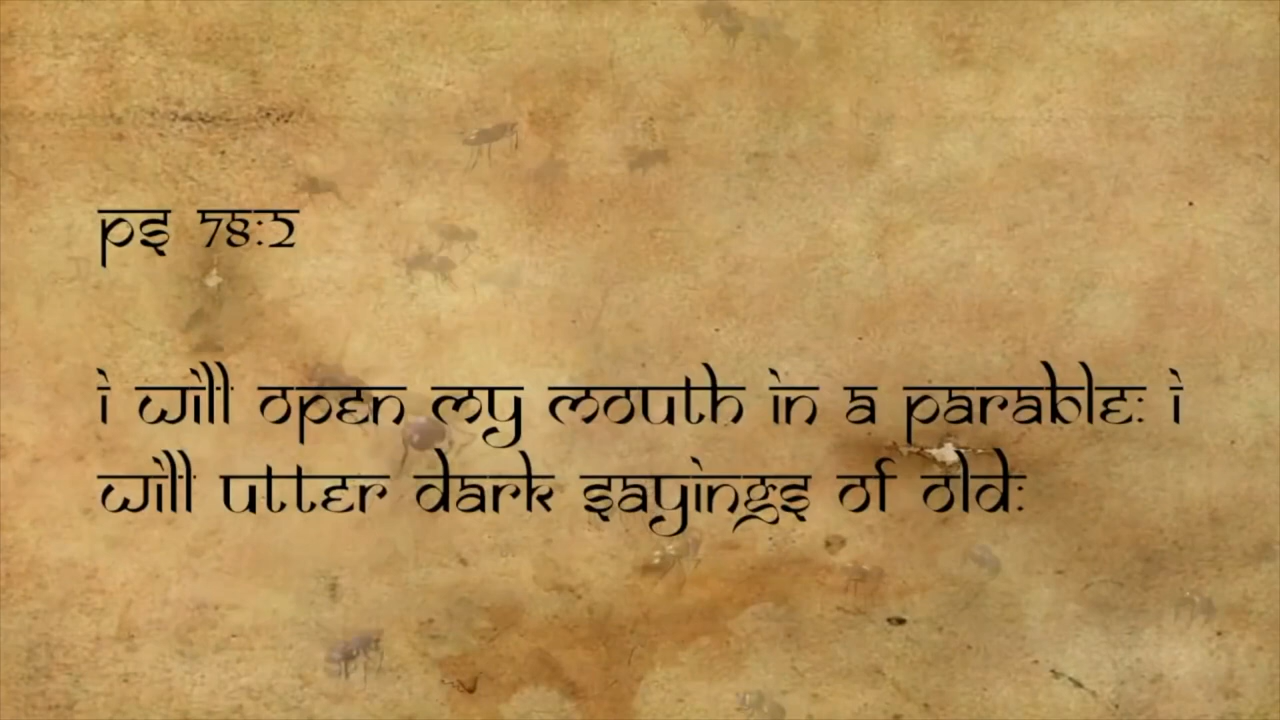 ps 78:2
i will open my mouth in a parable: i
will utter dark sayings of old: